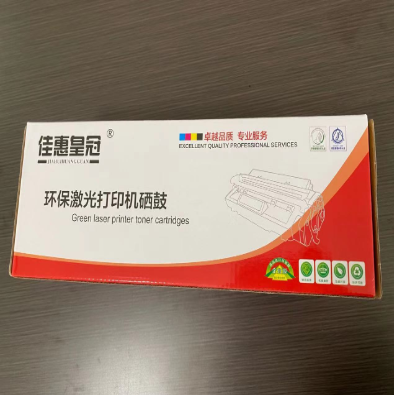 佳惠皇冠®
JIAHUIHUANGGUAN
卓越品质 专业服务
EXCELLENT QUALITY PROFESSIONAL SERVICES
环保激光打印机硒鼓
Green laser printer toner cartridges